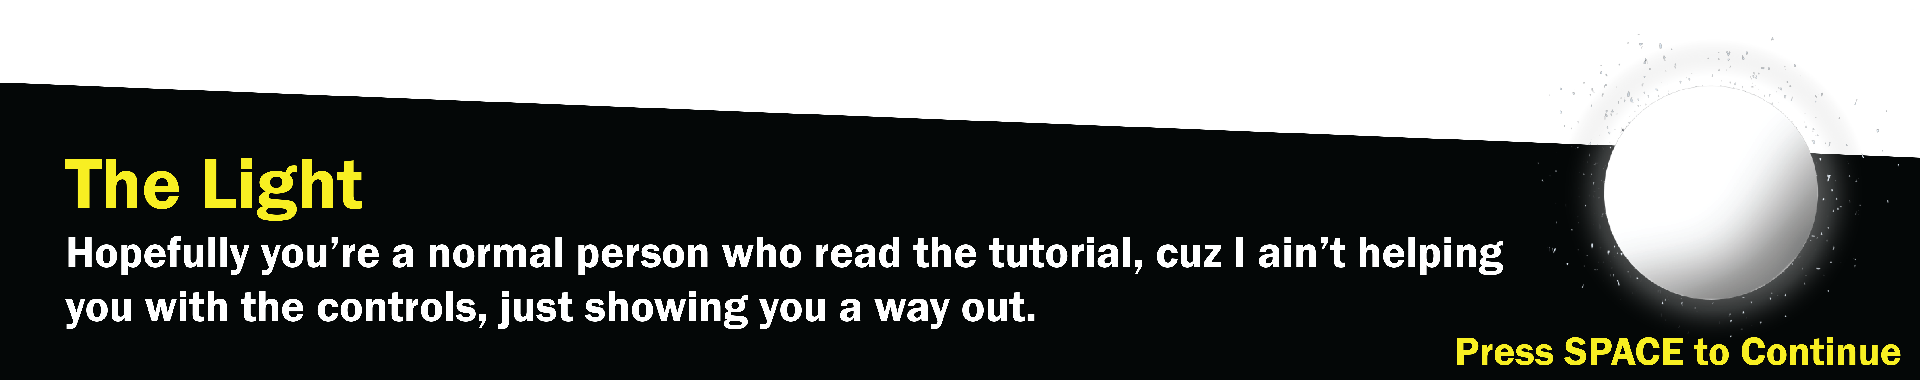 The Light
Hopefully you’re a normal person who read the tutorial, cuz I ain’t helping
you with the controls, just showing you a way out.
Press SPACE to Continue